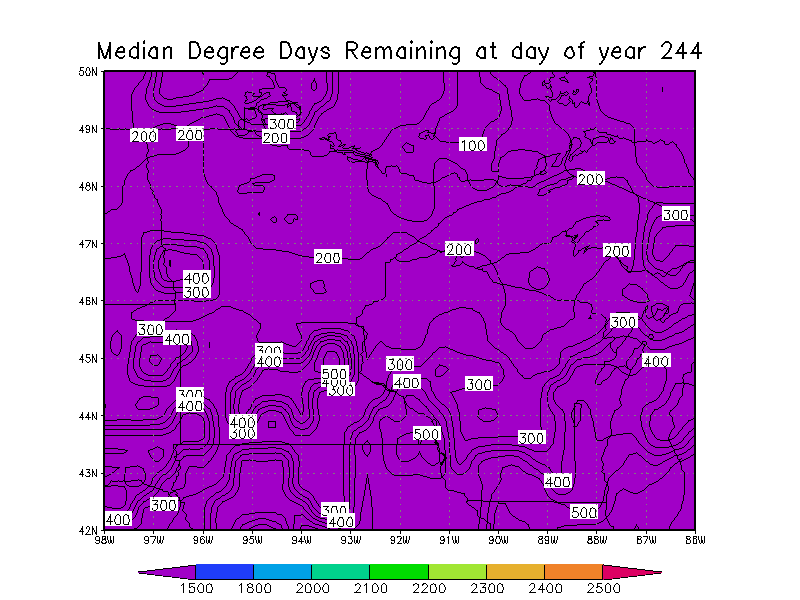 Median Degree Days Remaining at day of year 244
50N
300
49N 200 200 200
100
48N 200
300
47N 200 200 200
400
46N 300
300 300
400
45N 300 400 300 400
500 400 300 400 300
300
44N 400
400 500
300 300
43N 400
300 300 500
400 400
42N
98W 97W 96W 95W 94W 93W 92W 91W 90W 89W 88W 87W 86W
1500 1800 2000 2100 2200 2300 2400 2500